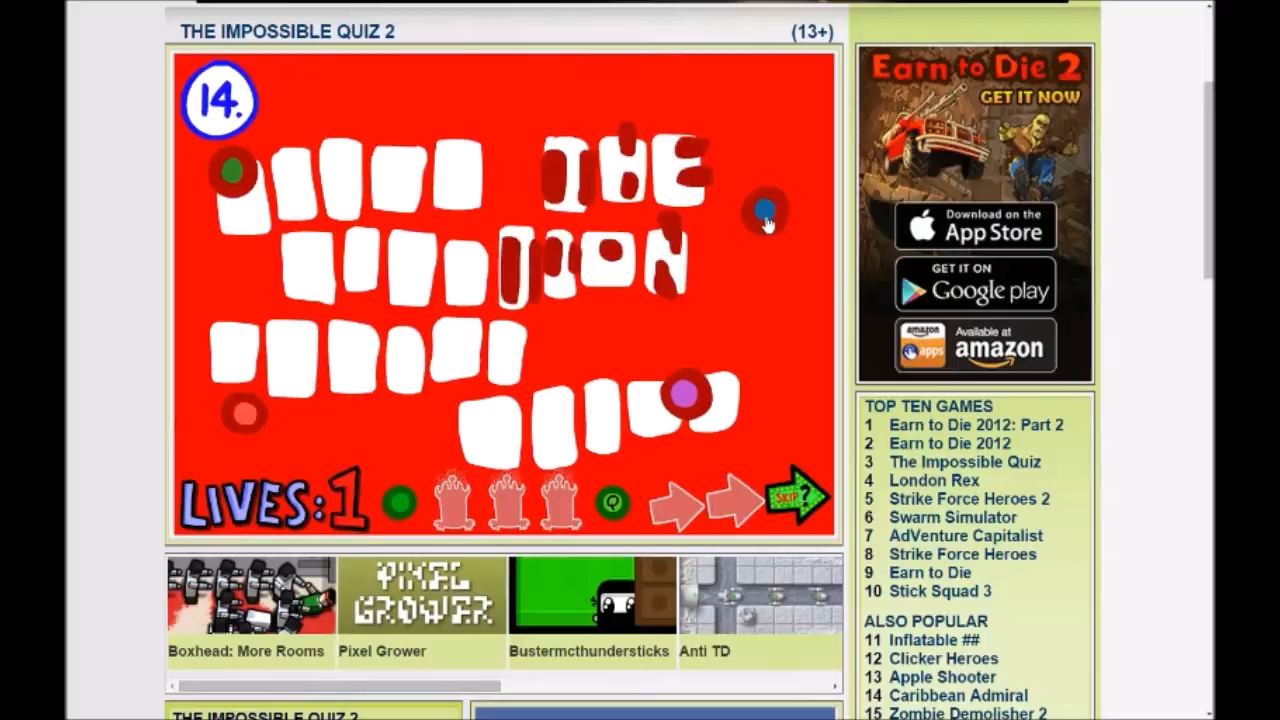 THE IMPOSSIBLE QUIZ 2
(13+)
14.
THE
ION
LIVES:1
Q
SKIP?
Earn to Die 2
GET IT NOW
Download on the
App Store
GET IT ON
Google play
amazon
apps
Available at
amazon
PIXEL
GROWER
Boxhead: More Rooms
Pixel Grower
Bustermcthundersticks
Anti TD
TOP TEN GAMES
1 Earn to Die 2012: Part 2
2 Earn to Die 2012
3 The Impossible Quiz
4 London Rex
5 Strike Force Heroes 2
6 Swarm Simulator
7 AdVenture Capitalist
8 Strike Force Heroes
9 Earn to Die
10 Stick Squad 3
ALSO POPULAR
11 Inflatable ##
12 Clicker Heroes
13 Apple Shooter
14 Caribbean Admiral
15 Zombie Demolisher 2
THE IMPOSSIBLE QUIZ 2